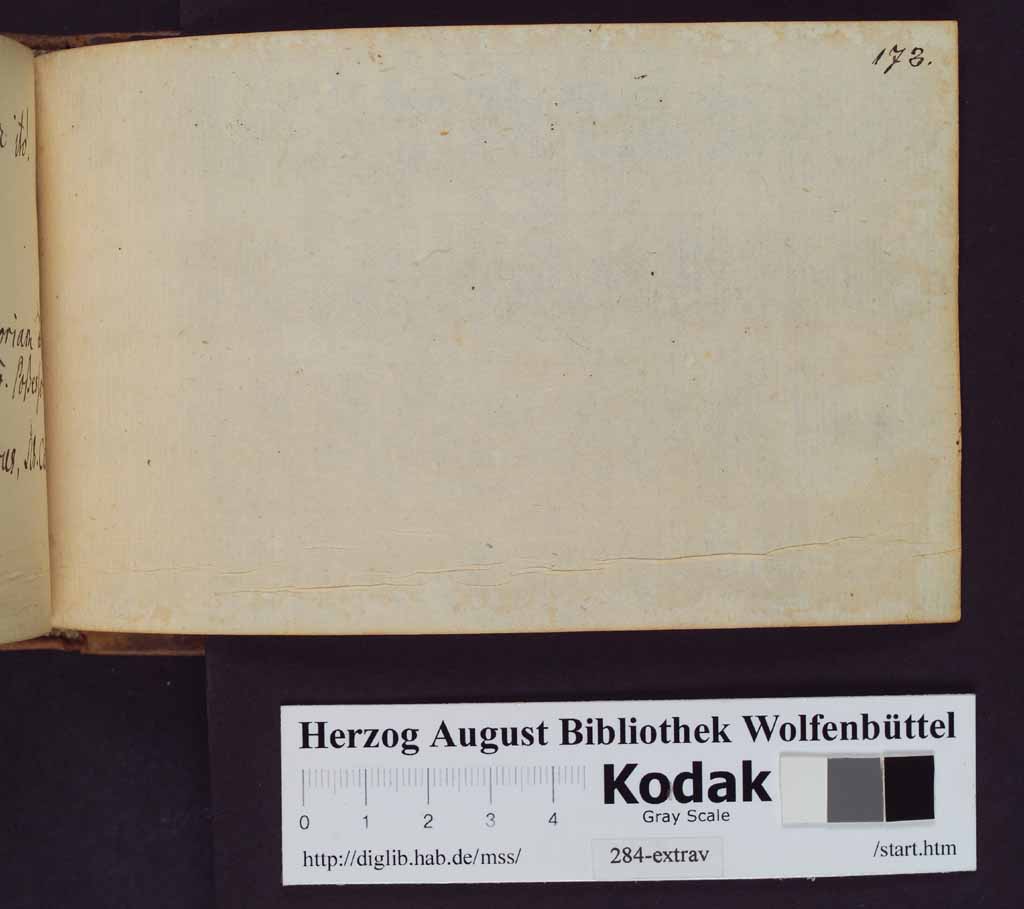 173.
ito!
Herzog August Bibliothek Wolfenbüttel
Kodak
Gray Scale
0 1 2 3 4
http://diglib.hab.de/mss/
284-extrav
/start.htm